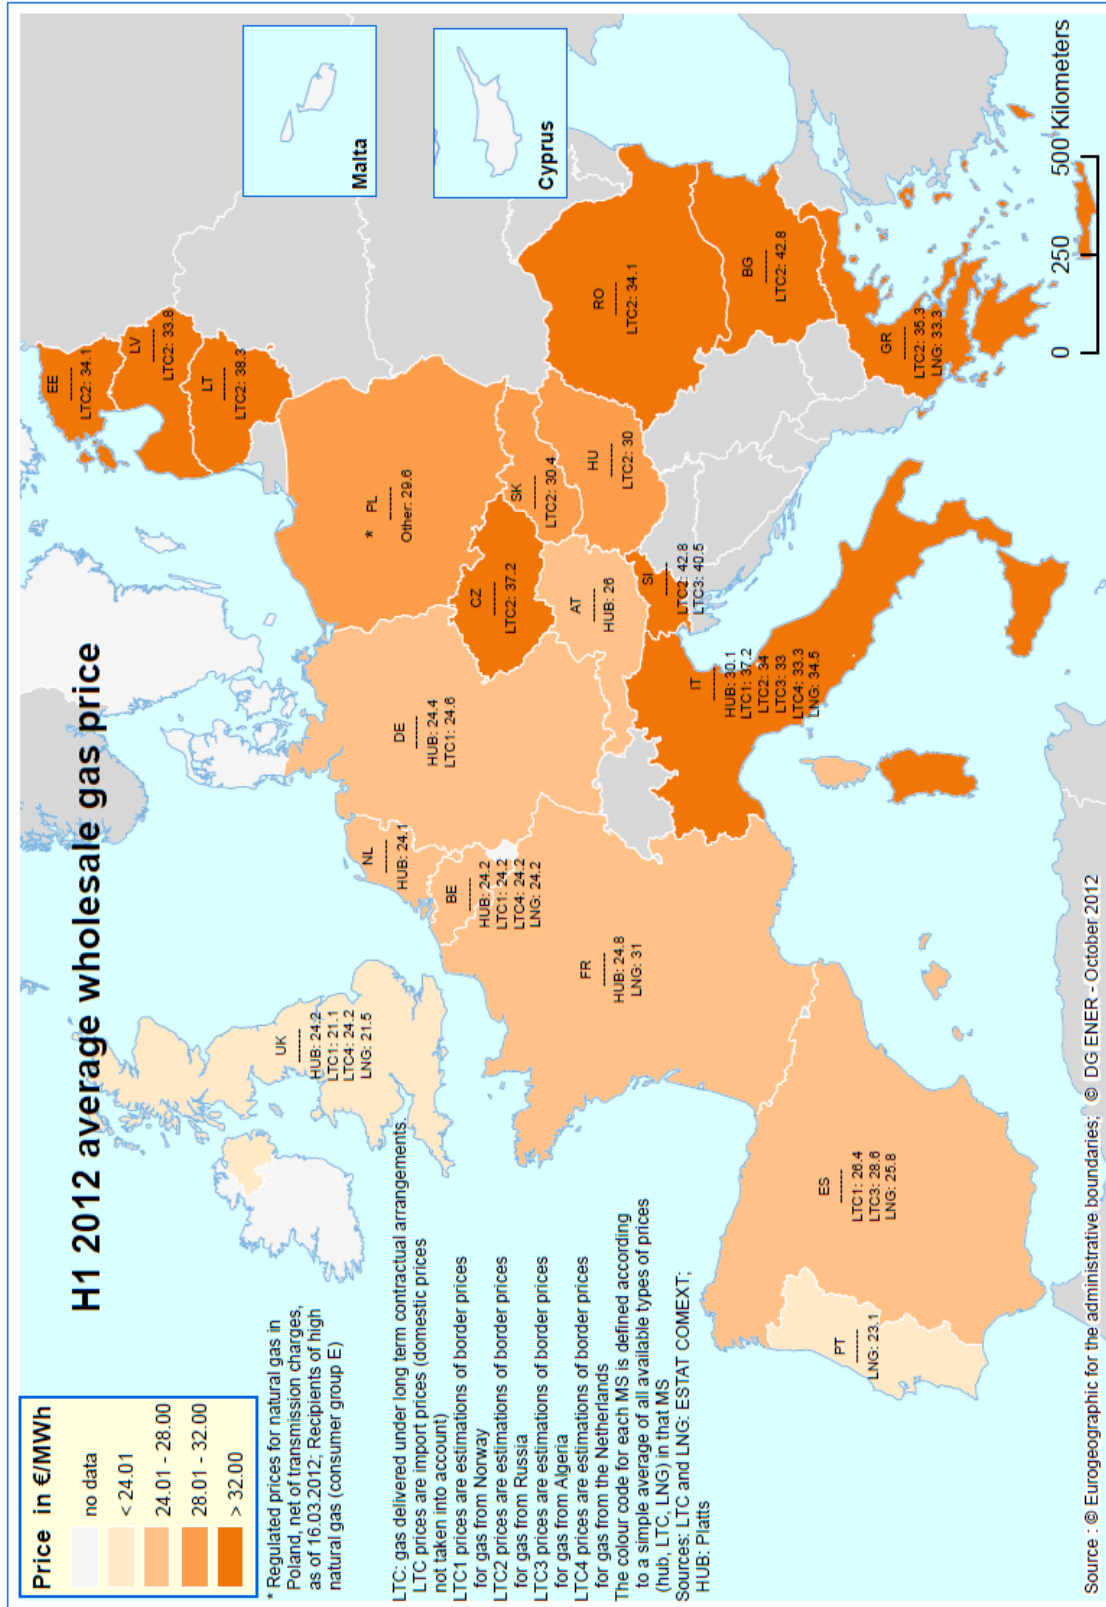 H1 2012 average wholesale gas price
Price in €/MWh
no data
< 24.01
24.01 - 28.00
28.01 - 32.00
> 32.00
* Regulated prices for natural gas in
Poland, net of transmission charges,
as of 16.03.2012; Recipients of high
natural gas (consumer group E)
LTC: gas delivered under long term contractual arrangements.
LTC prices are import prices (domestic prices
not taken into account)
LTC1 prices are estimations of border prices
for gas from Norway
LTC2 prices are estimations of border prices
for gas from Russia
LTC3 prices are estimations of border prices
for gas from Algeria
LTC4 prices are estimations of border prices
for gas from the Netherlands
The colour code for each MS is defined according
to a simple average of all available types of prices
(hub, LTC, LNG) in that MS
Sources: LTC and LNG: ESTAT COMEXT;
HUB: Platts
UK
HUB: 24.2
LTC1: 21.1
LTC4: 24.2
LNG: 21.5
NL
HUB: 24.1
BE
HUB: 24.2
LTC1: 24.2
LTC4: 24.2
LNG: 24.2
DE
HUB: 24.4
LTC1: 24.6
FR
HUB: 24.8
LNG: 31
ES
LTC1: 26.4
LTC3: 28.6
LNG: 25.8
PT
LNG: 23.1
EE
LTC2: 34.1
LV
LTC2: 33.8
LT
LTC2: 38.3
* PL
Other: 29.6
CZ
LTC2: 37.2
SK
LTC2: 30.4
HU
LTC2: 30
AT
HUB: 26
SI
LTC2: 42.8
LTC3: 40.5
IT
HUB: 30.1
LTC1: 37.2
LTC2: 34
LTC3: 33
LTC4: 33.3
LNG: 34.5
RO
LTC2: 34.1
BG
LTC2: 42.8
GR
LTC2: 35.3
LNG: 33.3
Malta
Cyprus
0 250 500 Kilometers
Source : © Eurogeographic for the administrative boundaries; © DG ENER - October 2012